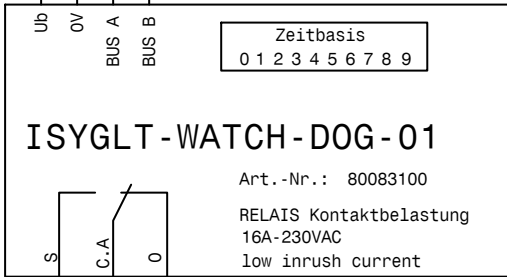 Ub
0V
BUS A
BUS B
Zeitbasis
0 1 2 3 4 5 6 7 8 9
ISYGLT-WATCH-DOG-01
Art.-Nr.: 80083100
RELAIS Kontaktbelastung
16A-230VAC
low inrush current
S
C.A
O